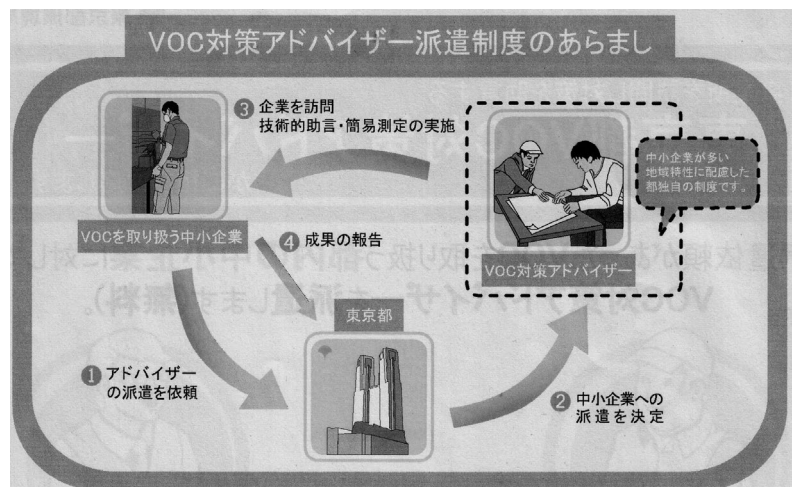 VOC対策アドバイザー派遣制度のあらまし
❸ 企業を訪問
技術的助言・簡易測定の実施
中小企業が多い
地域特性に配慮した
都独自の制度です。
VOCを取り扱う中小企業
❹ 成果の報告
VOC対策アドバイザー
東京都
❶ アドバイザー
の派遣を依頼
❷ 中小企業への
派遣を決定